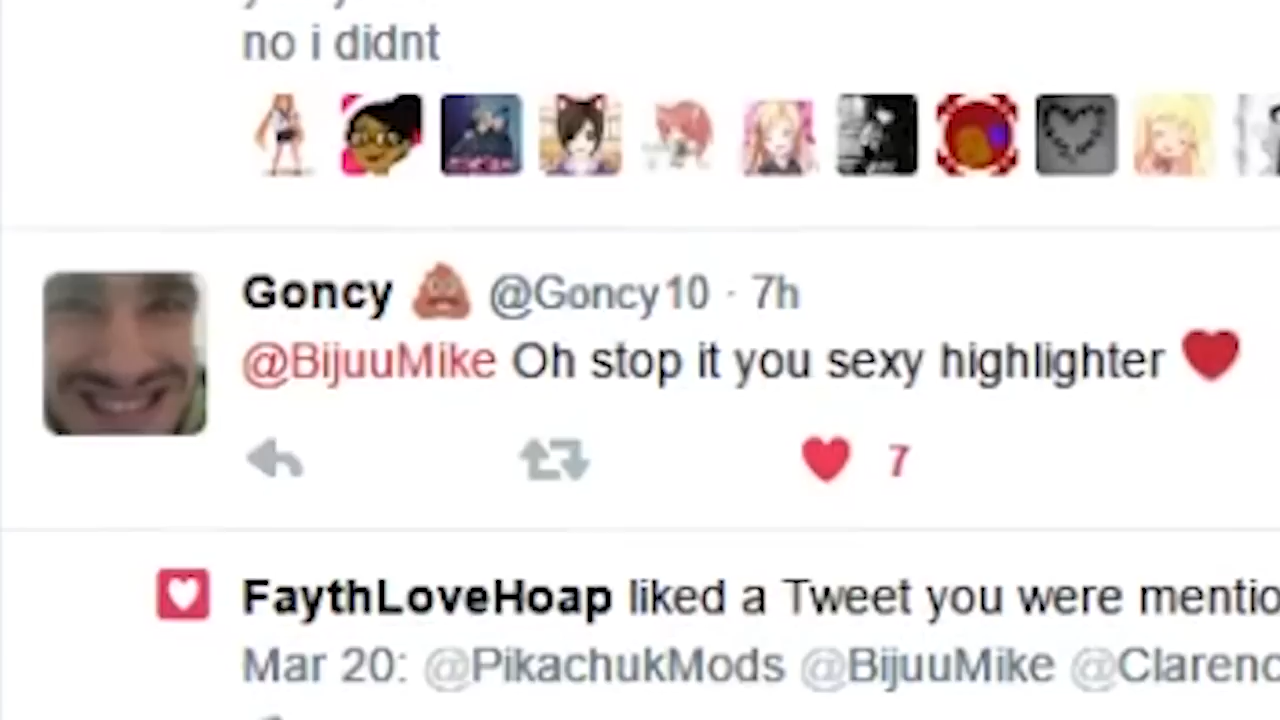 no i didnt
Goncy 💩 @Goncy10 · 7h
@BijuuMike Oh stop it you sexy highlighter ❤
7
FaythLoveHoap liked a Tweet you were mentio
Mar 20: @PikachukMods @BijuuMike @Clarenc